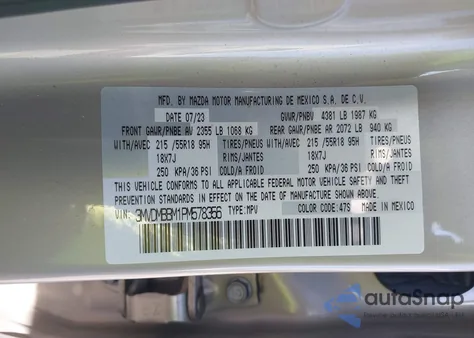 MFD. BY MAZDA MOTOR MANUFACTURING DE MEXICO S.A. DE C.V.
DATE 07/23 GVWR/PNBV 4381 LB 1987 KG
FRONT GAWR/PNBE AV 2355 LB 1068 KG REAR GAWR/PNBE AR 2072 LB 940 KG
WITH/AVEC 215/55R18 95H TIRES/PNEUS WITH/AVEC 215/55R18 95H TIRES/PNEUS
18X7J RIMS/JANTES 18X7J RIMS/JANTES
250 KPA/36 PSI COLD/A FROID 250 KPA/36 PSI COLD/A FROID
THIS VEHICLE CONFORMS TO ALL APPLICABLE FEDERAL MOTOR VEHICLE SAFETY AND
THEFT PREVENTION STANDARDS IN EFFECT ON THE DATE OF MANUFACTURE SHOWN ABOVE.
VIN: 3MVDMBBM1PM578356 TYPE:MPV COLOR CODE:47S MADE IN MEXICO
autoSnap